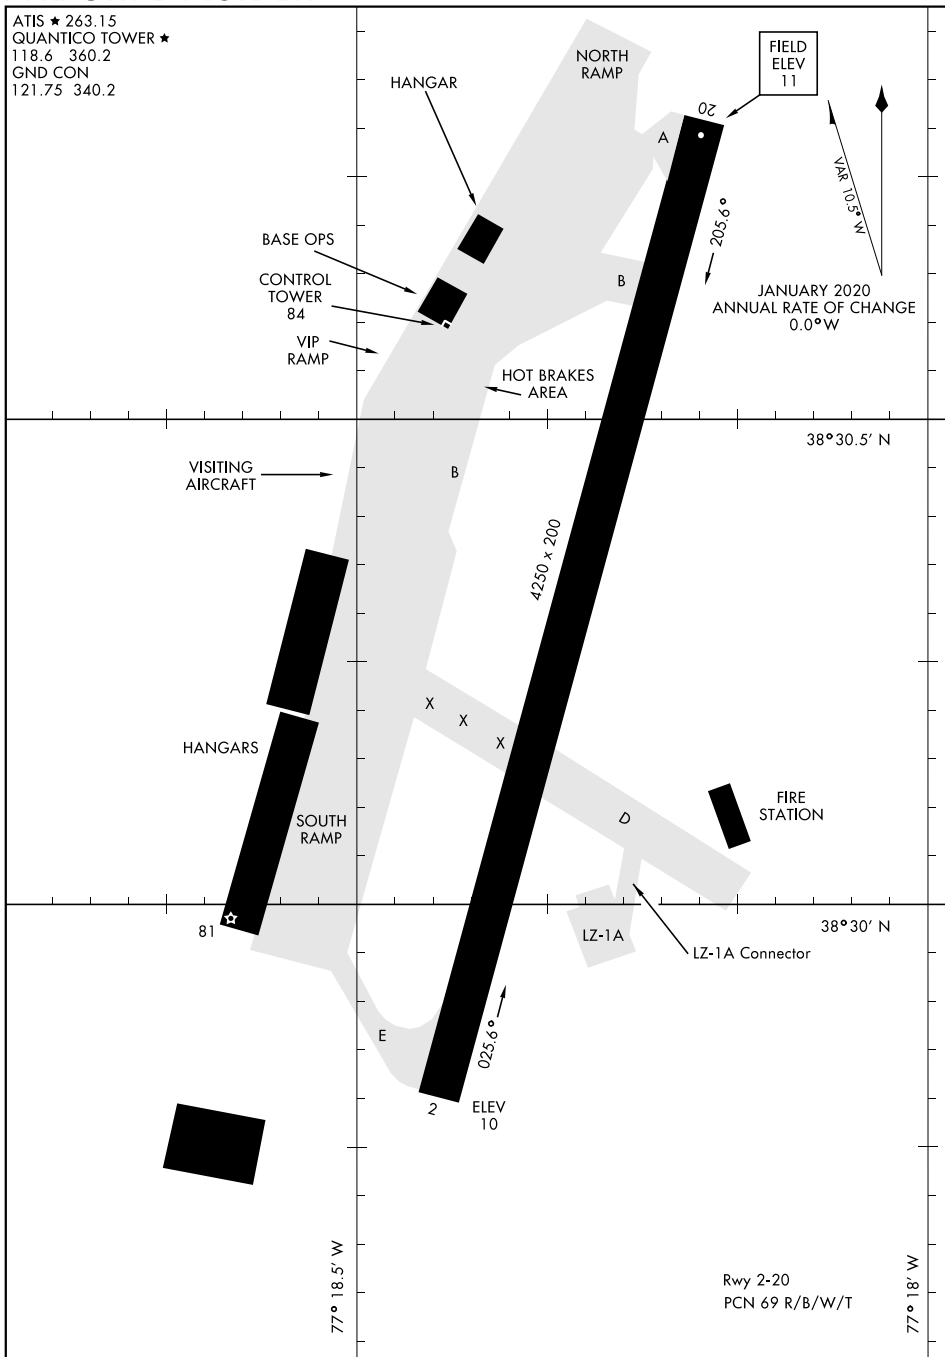 ATIS ★ 263.15
QUANTICO TOWER ★
118.6 360.2
GND CON
121.75 340.2
NORTH
RAMP
FIELD
ELEV
11
HANGAR
20
A
VAR 10.5° W
205.6°
BASE OPS
CONTROL
TOWER
84
B
JANUARY 2020
ANNUAL RATE OF CHANGE
0.0° W
VIP
RAMP
HOT BRAKES
AREA
38° 30.5' N
VISITING
AIRCRAFT
B
4250 x 200
X
X
X
HANGARS
SOUTH
RAMP
D
FIRE
STATION
81
LZ-1A
38° 30' N
LZ-1A Connector
E
025.6°
2
ELEV
10
77° 18.5' W
77° 18' W
Rwy 2-20
PCN 69 R/B/W/T